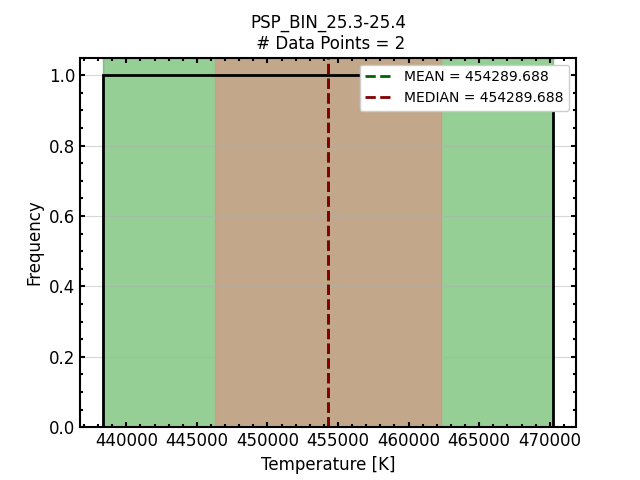 PSP_BIN_25.3-25.4
# Data Points = 2
MEAN = 454289.688
MEDIAN = 454289.688
1.0
0.8
0.6
0.4
0.2
0.0
Frequency
440000 445000 450000 455000 460000 465000 470000
Temperature [K]